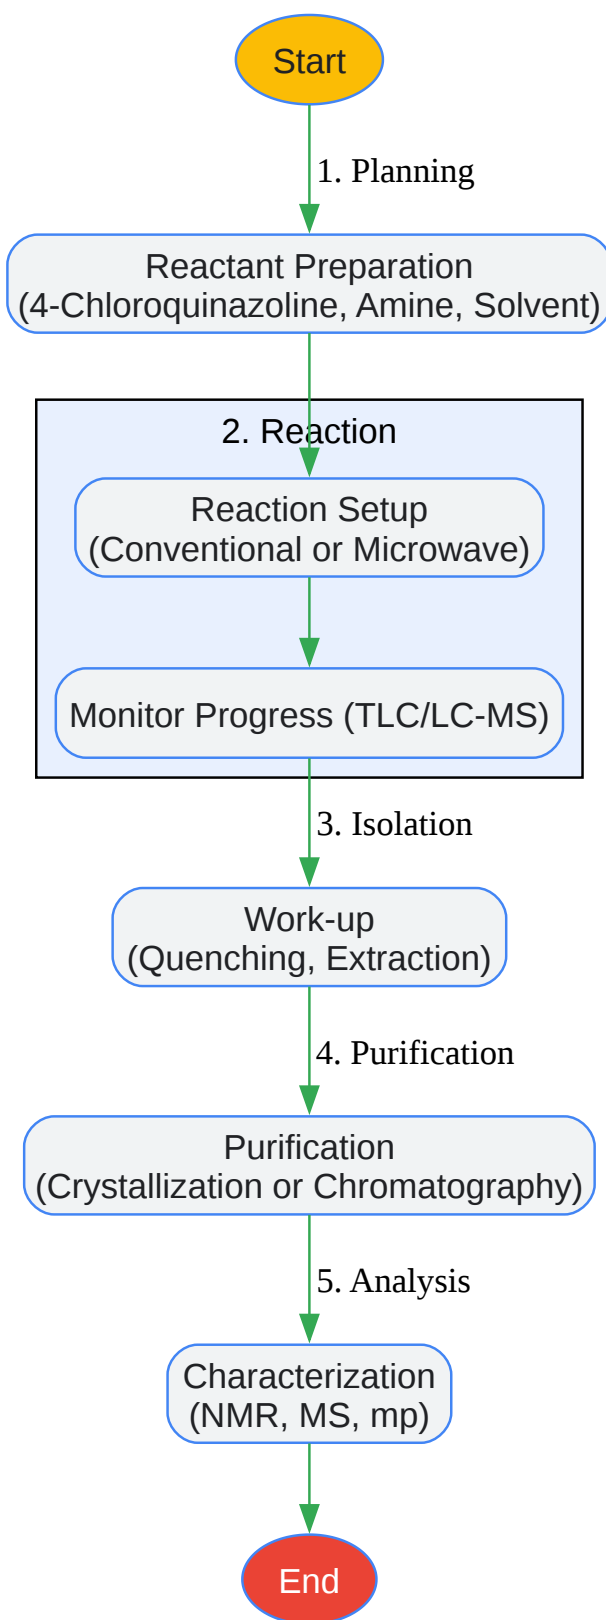 Start
1. Planning
Reactant Preparation
(4-Chloroquinazoline, Amine, Solvent)
2. Reaction
Reaction Setup
(Conventional or Microwave)
Monitor Progress (TLC/LC-MS)
3. Isolation
Work-up
(Quenching, Extraction)
4. Purification
Purification
(Crystallization or Chromatography)
5. Analysis
Characterization
(NMR, MS, mp)
End